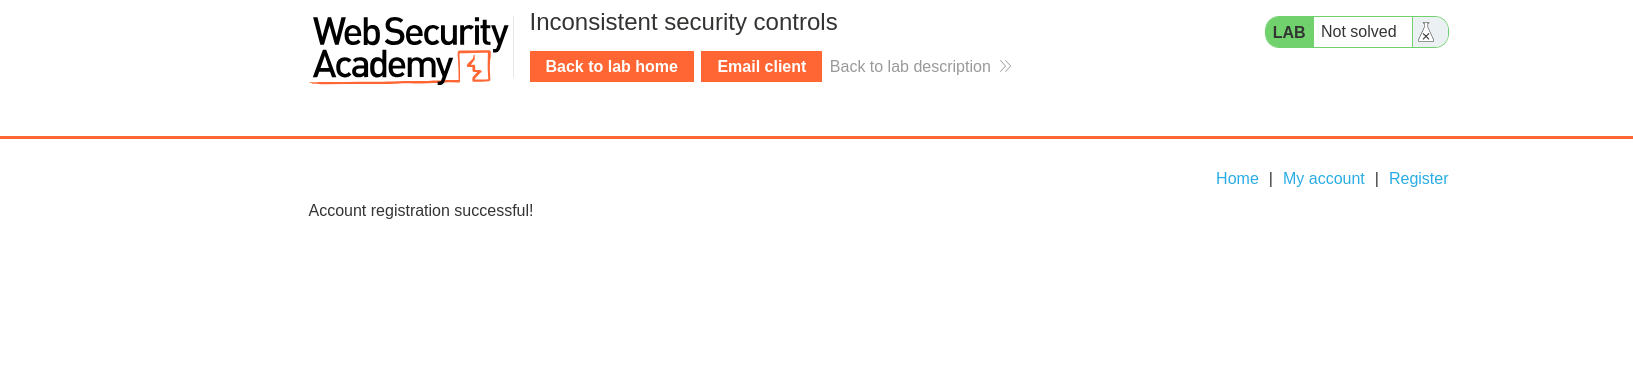 Web Security
Academy
Inconsistent security controls
Back to lab home
Email client
Back to lab description
LAB
Not solved
Home | My account | Register
Account registration successful!